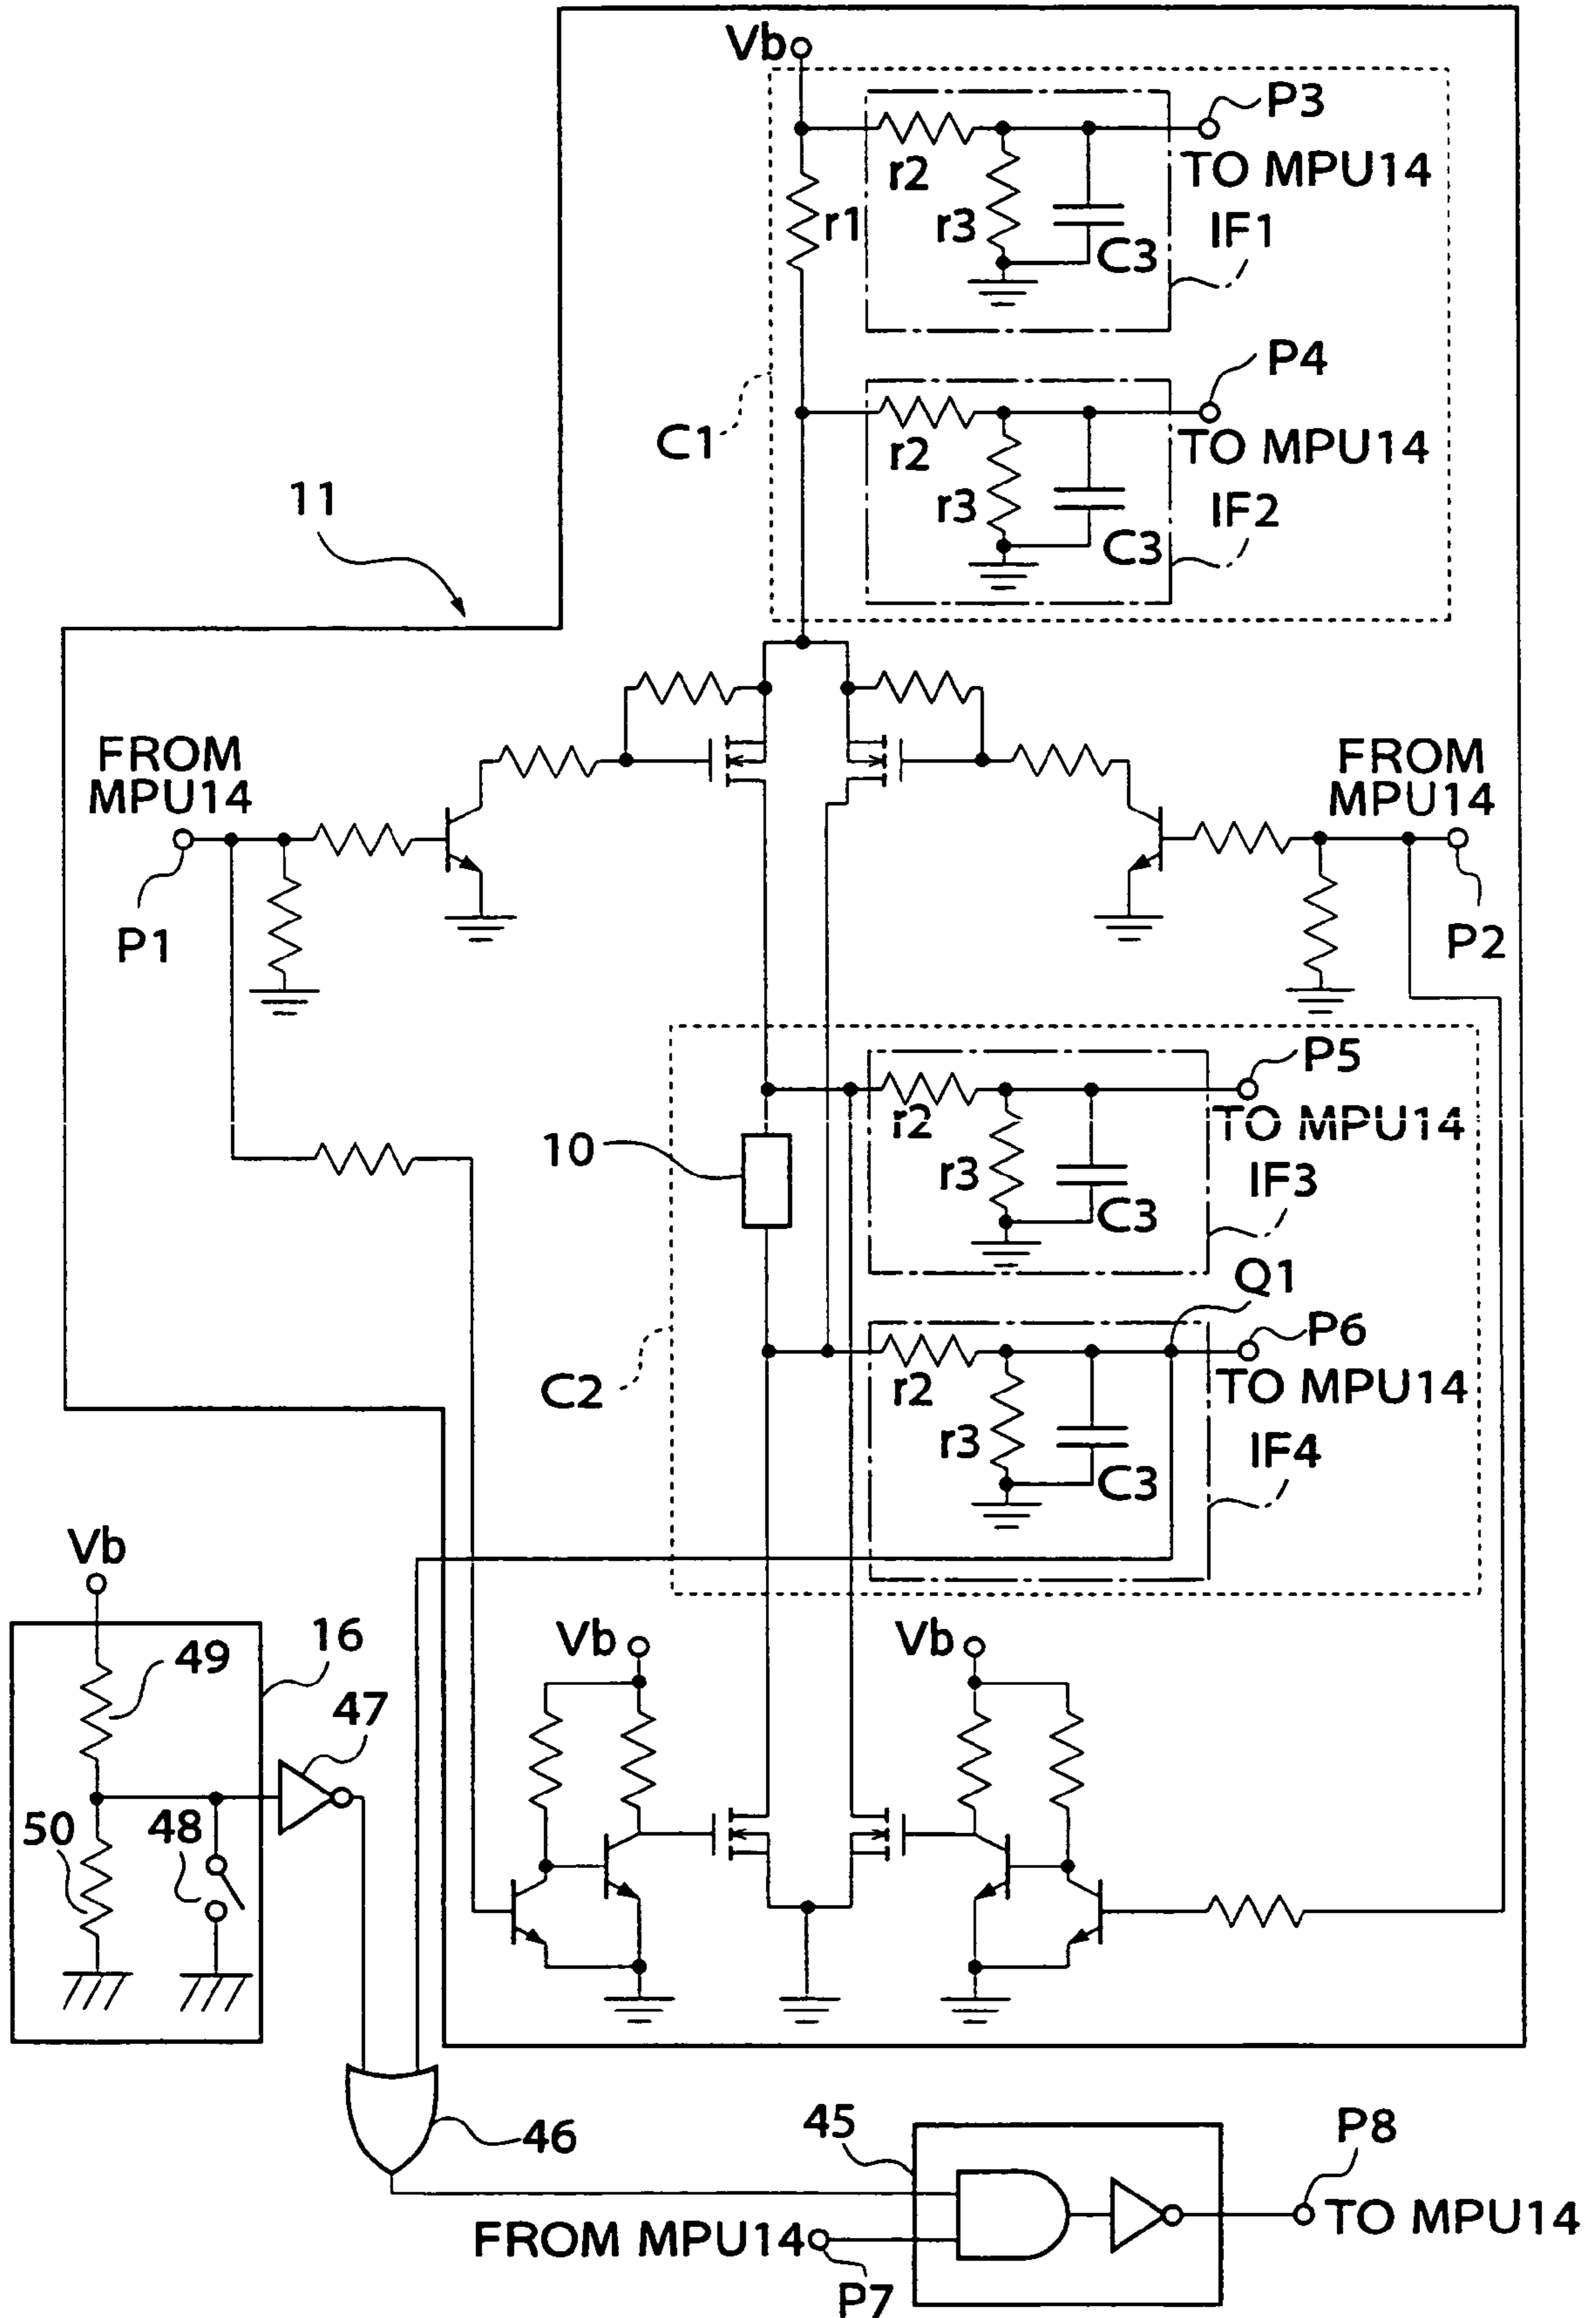 Vb
P3
TO MPU14
r2
r1
r3
C3
IF1
P4
C1
TO MPU14
r2
r3
C3
IF2
11
FROM
MPU14
FROM
MPU14
P1
P2
P5
TO MPU14
10
r2
r3
C3
IF3
Q1
P6
C2
TO MPU14
r2
r3
C3
IF4
Vb
16
Vb
Vb
49
47
50
48
46
45
P8
FROM MPU14
TO MPU14
P7